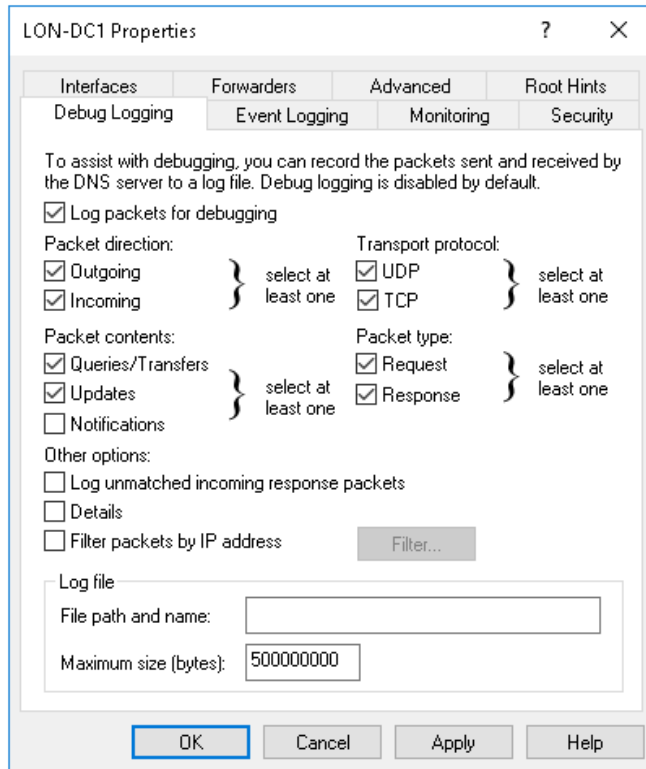 LON-DC1 Properties
?
Interfaces
Forwarders
Advanced
Root Hints
Debug Logging
Event Logging
Monitoring
Security
To assist with debugging, you can record the packets sent and received by
the DNS server to a log file. Debug logging is disabled by default.
Log packets for debugging
Packet direction:
Outgoing
Incoming
select at
least one
Transport protocol:
UDP
TCP
select at
least one
Packet contents:
Queries/Transfers
Updates
Notifications
select at
least one
Packet type:
Request
Response
select at
least one
Other options:
Log unmatched incoming response packets
Details
Filter packets by IP address
Filter...
Log file
File path and name:
Maximum size (bytes):
500000000
OK
Cancel
Apply
Help